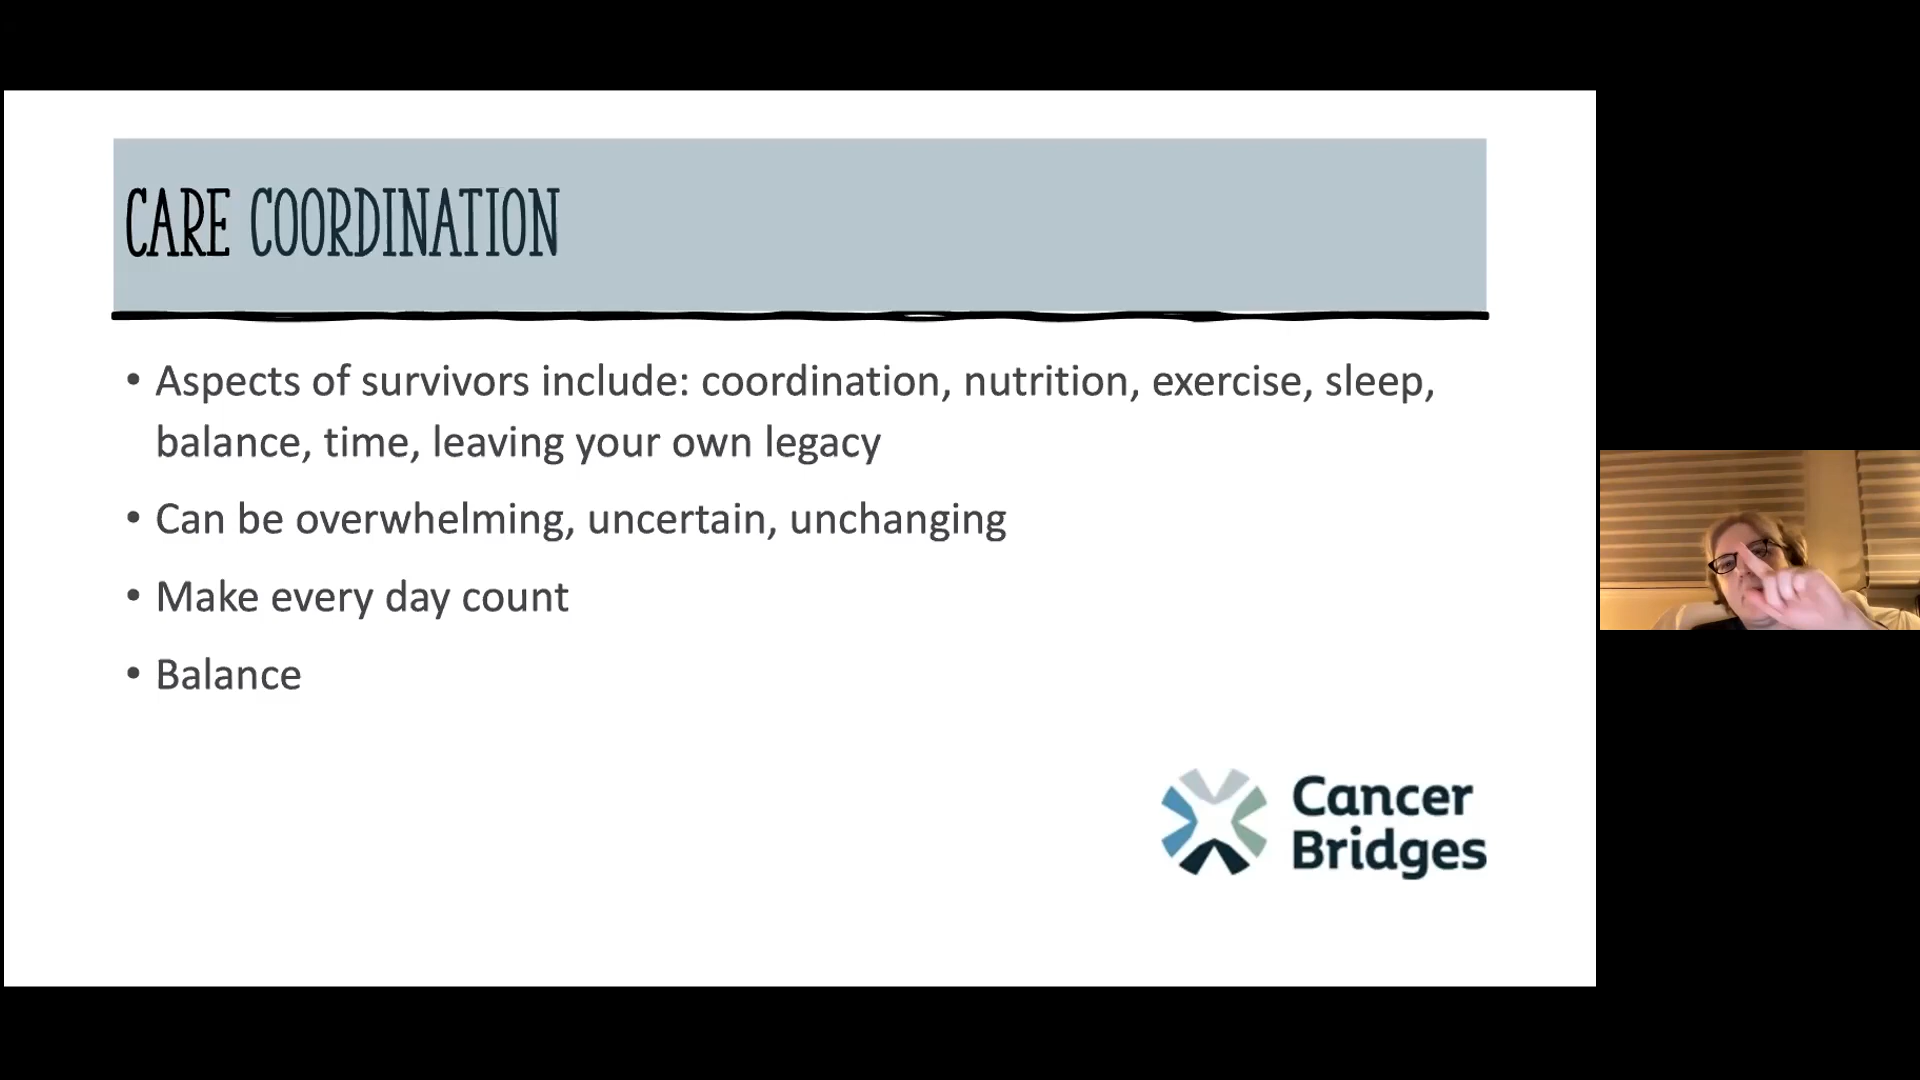 CARE COORDINATION
• Aspects of survivors include: coordination, nutrition, exercise, sleep,
balance, time, leaving your own legacy
• Can be overwhelming, uncertain, unchanging
• Make every day count
• Balance
Cancer
Bridges